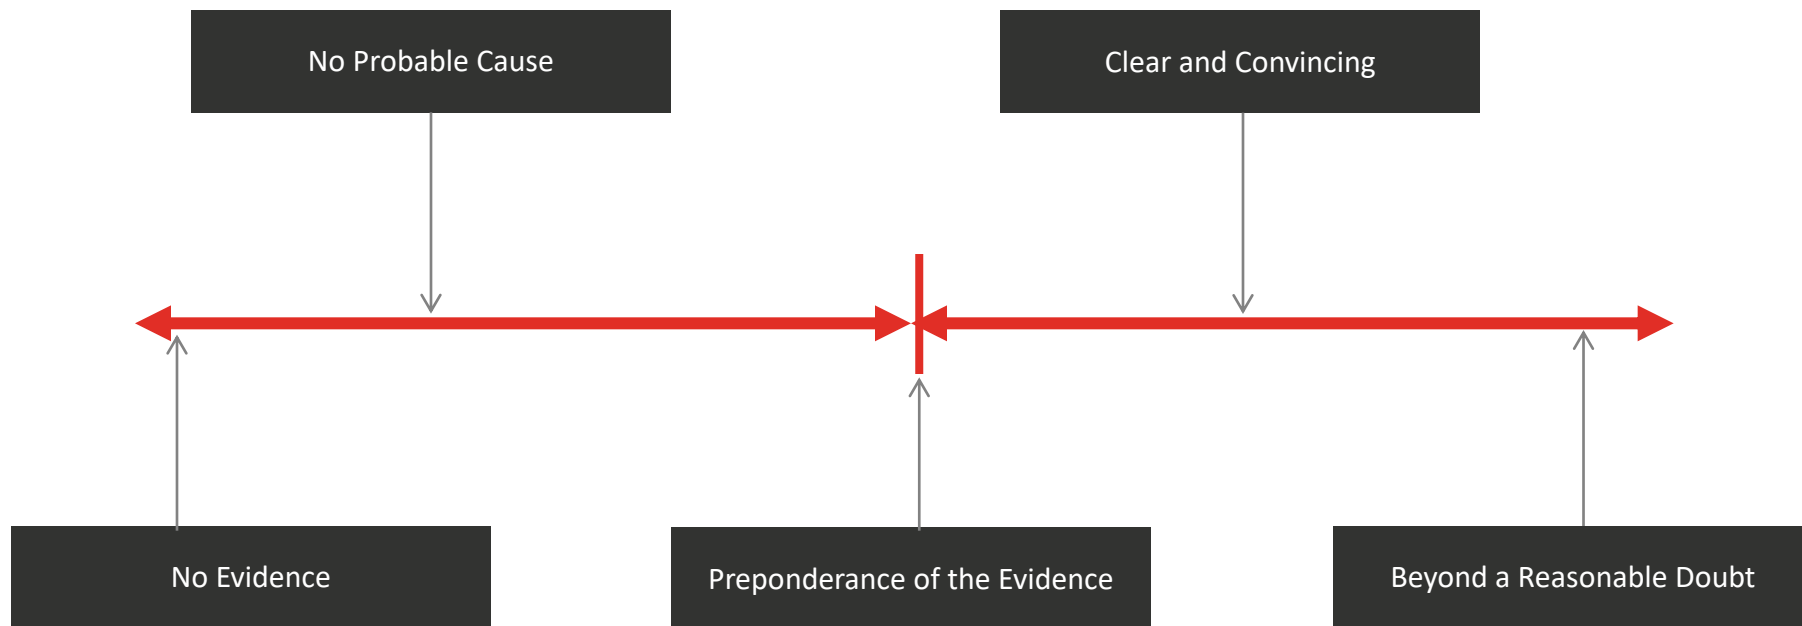 No Probable Cause
Clear and Convincing
No Evidence
Preponderance of the Evidence
Beyond a Reasonable Doubt